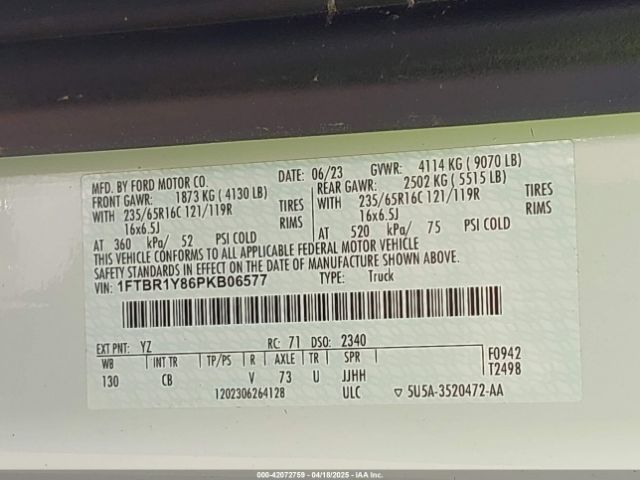 MFD. BY FORD MOTOR CO. DATE: 06/23 GVWR: 4114 KG ( 9070 LB)
FRONT GAWR: 1873 KG ( 4130 LB) REAR GAWR: 2502 KG ( 5515 LB)
WITH 235/65R16C 121/119R TIRES WITH 235/65R16C 121/119R TIRES
16x6.5J RIMS 16x6.5J RIMS
AT 360 kPa/ 52 PSI COLD AT 520 kPa/ 75 PSI COLD
THIS VEHICLE CONFORMS TO ALL APPLICABLE FEDERAL MOTOR VEHICLE
SAFETY STANDARDS IN EFFECT ON THE DATE OF MANUFACTURE SHOWN ABOVE.
VIN: 1FTBR1Y86PKB06577 TYPE: Truck
EXT PNT: YZ RC: 71 DSO: 2340
WB INT TR TP/PS R AXLE TR SPR F0942
130 CB V 73 U JJHH T2498
1202306264128 ULC ▽ 5U5A-3520472-AA
000-42072759 - 04/18/2025 - IAA Inc.